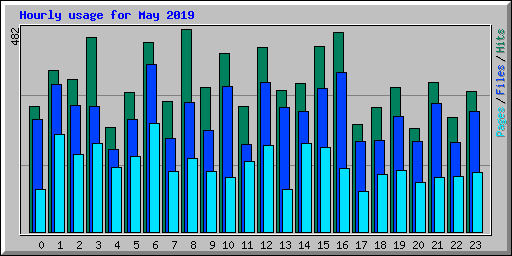 Hourly usage for May 2019
482
Pages/Files/Hits
0 1 2 3 4 5 6 7 8 9 10 11 12 13 14 15 16 17 18 19 20 21 22 23